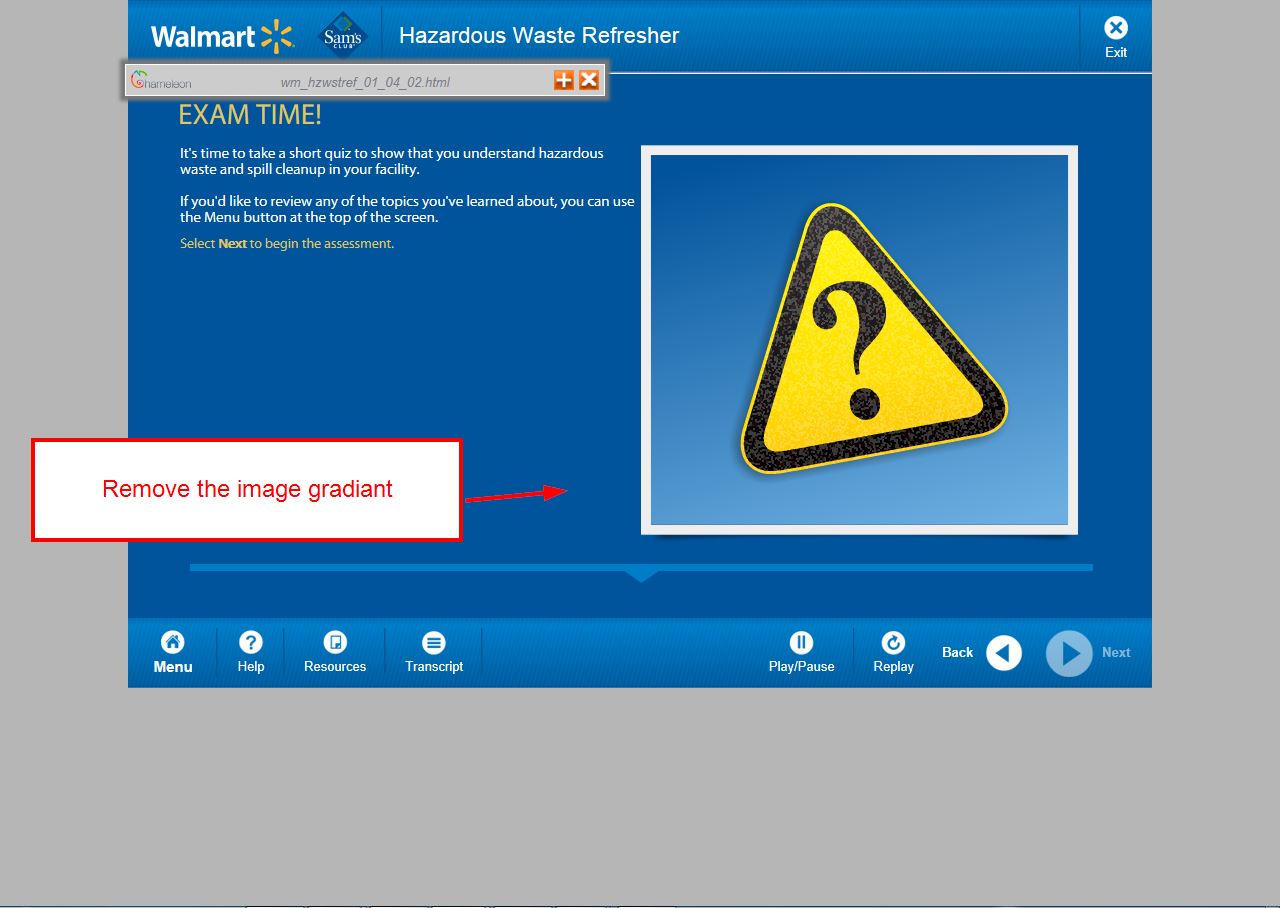 Walmart
Sam's
CLUB
Hazardous Waste Refresher
Exit
Chameleon
wm_hzwstref_01_04_02.html
EXAM TIME!
It's time to take a short quiz to show that you understand hazardous
waste and spill cleanup in your facility.
If you'd like to review any of the topics you've learned about, you can use
the Menu button at the top of the screen.
Select Next to begin the assessment.
?
Remove the image gradiant
Menu
? Help
Resources
Transcript
Play/Pause
Replay
Back
Next